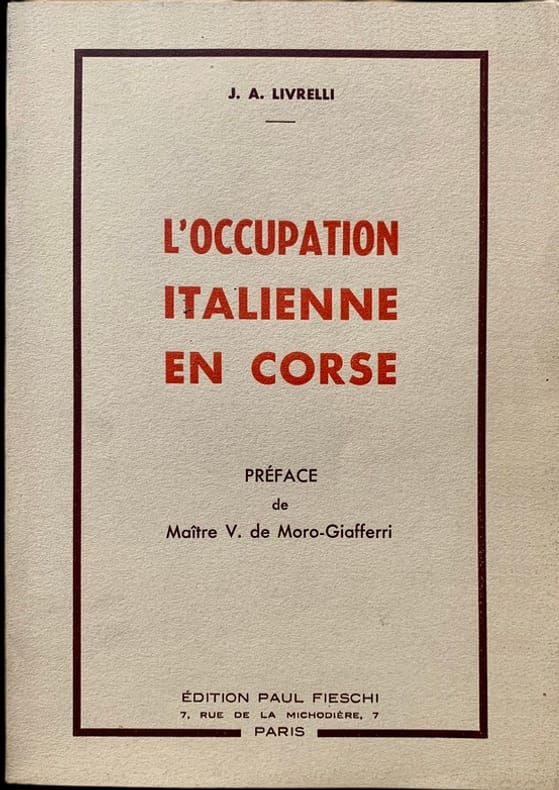 J. A. LIVRELLI
L'OCCUPATION
ITALIENNE
EN CORSE
PRÉFACE
de
Maître V. de Moro-Giafferri
ÉDITION PAUL FIESCHI
7, RUE DE LA MICHODIÈRE, 7
PARIS